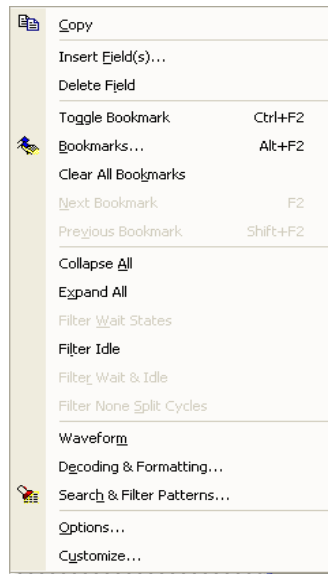 Copy
Insert Field(s)...
Delete Field
Toggle Bookmark Ctrl+F2
Bookmarks... Alt+F2
Clear All Bookmarks
Next Bookmark F2
Previous Bookmark Shift+F2
Collapse All
Expand All
Filter Wait States
Filter Idle
Filter Wait & Idle
Filter None Split Cycles
Waveform
Decoding & Formatting...
Search & Filter Patterns...
Options...
Customize...